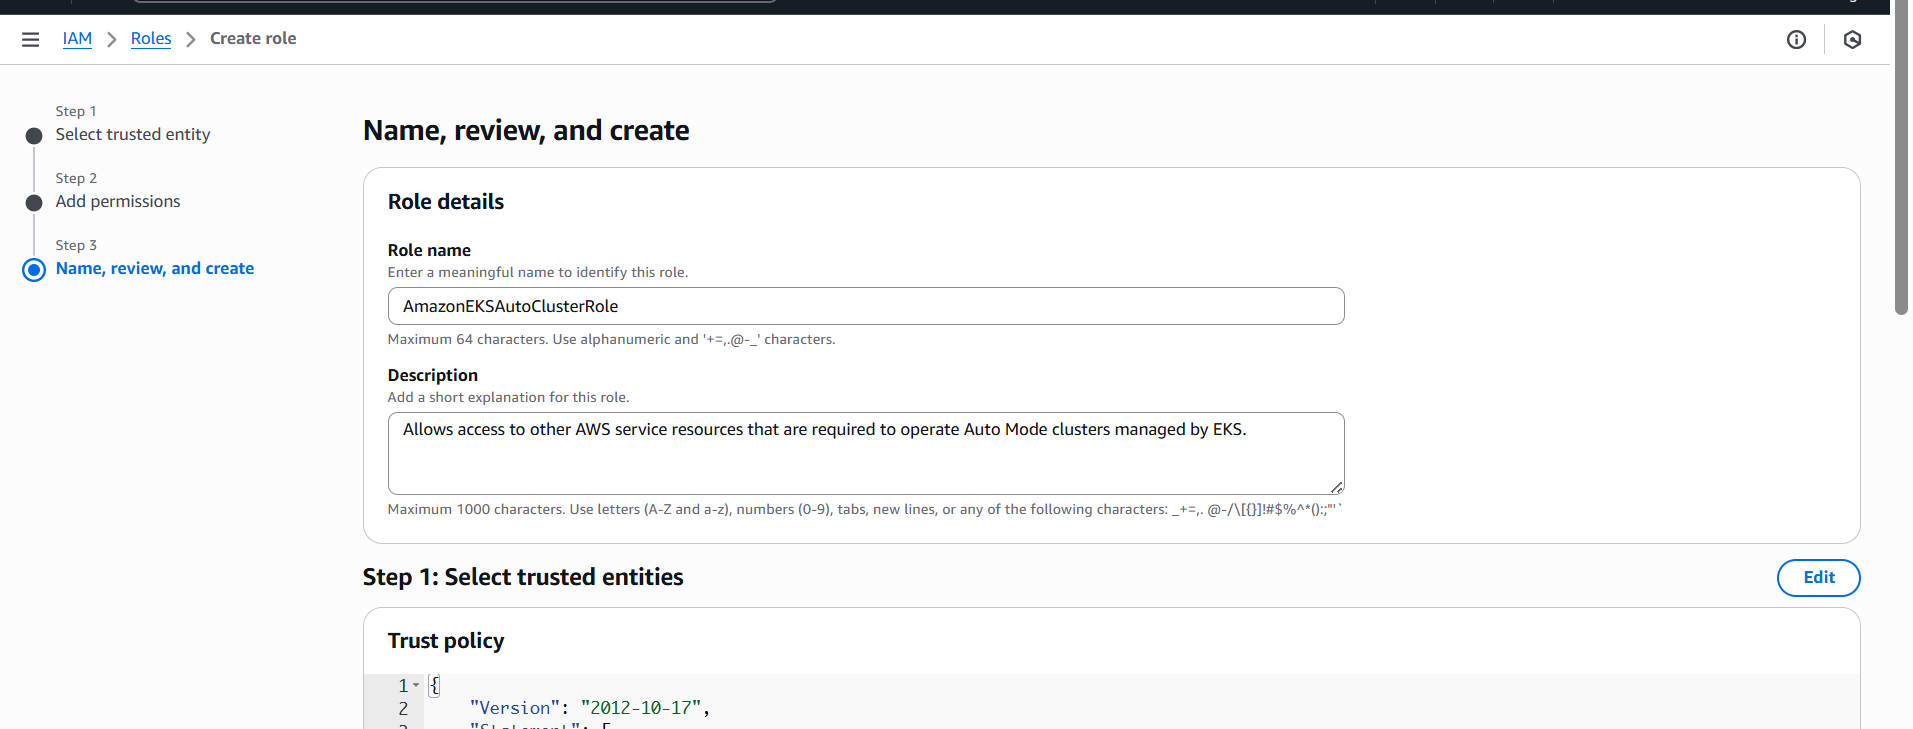 IAM > Roles > Create role
Step 1
Select trusted entity
Step 2
Add permissions
Step 3
Name, review, and create
Name, review, and create
Role details
Role name
Enter a meaningful name to identify this role.
AmazonEKSAutoClusterRole
Maximum 64 characters. Use alphanumeric and '+=,.@-_' characters.
Description
Add a short explanation for this role.
Allows access to other AWS service resources that are required to operate Auto Mode clusters managed by EKS.
Maximum 1000 characters. Use letters (A-Z and a-z), numbers (0-9), tabs, new lines, or any of the following characters: _+=,. @-/\[{}]!#$%^*();:"'`
Step 1: Select trusted entities
Edit
Trust policy
1 {
2 "Version": "2012-10-17",
3 "Statement": [